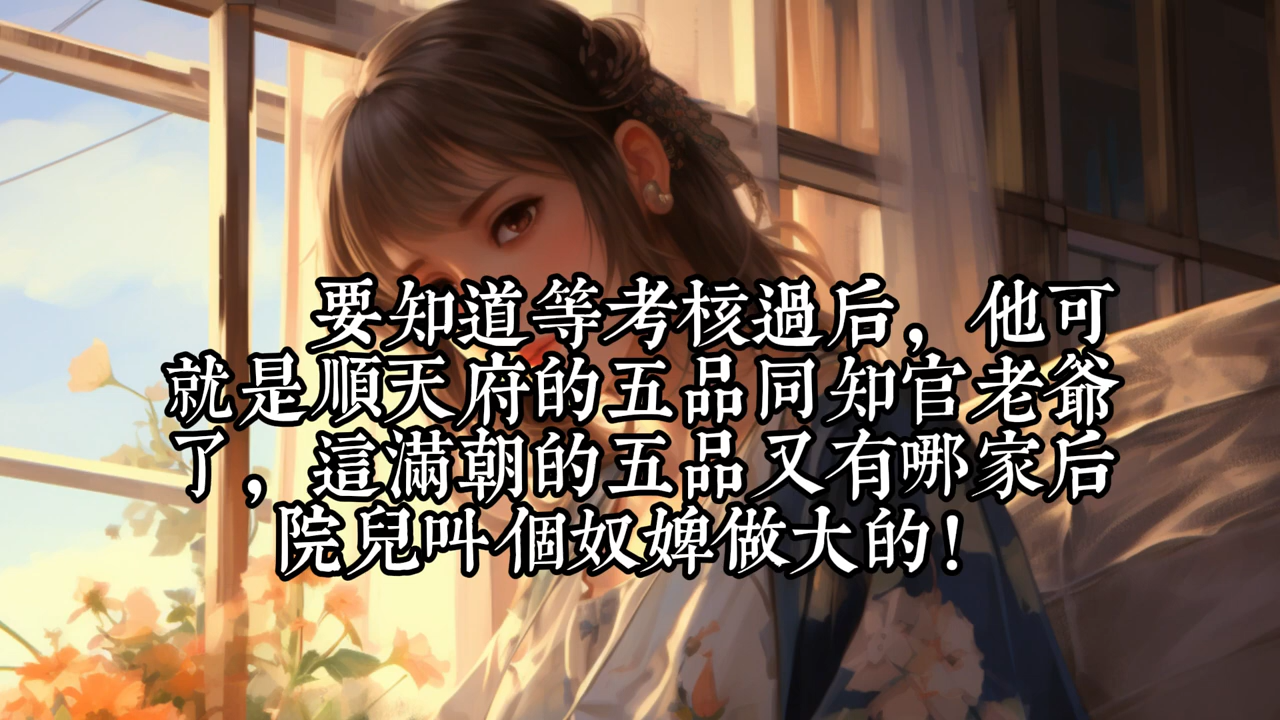 要知道等考核過后，他可
就是順天府的五品同知官老爺
了，這滿朝的五品又有哪家后
院兒叫個奴婢做大的！